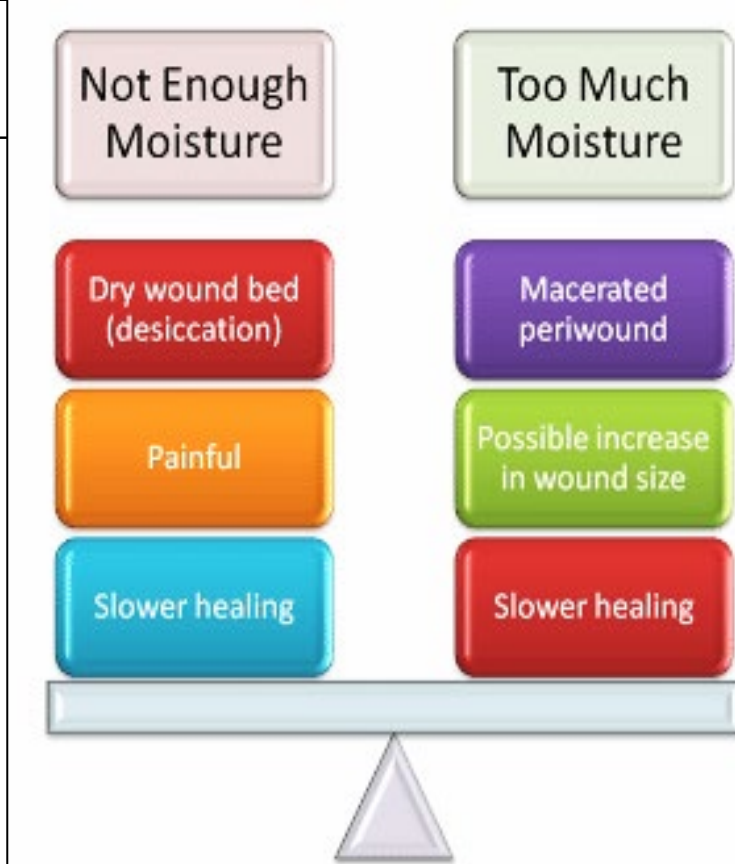 Not Enough
Moisture
Too Much
Moisture
Dry wound bed
(desiccation)
Macerated
periwound
Painful
Possible increase
in wound size
Slower healing
Slower healing